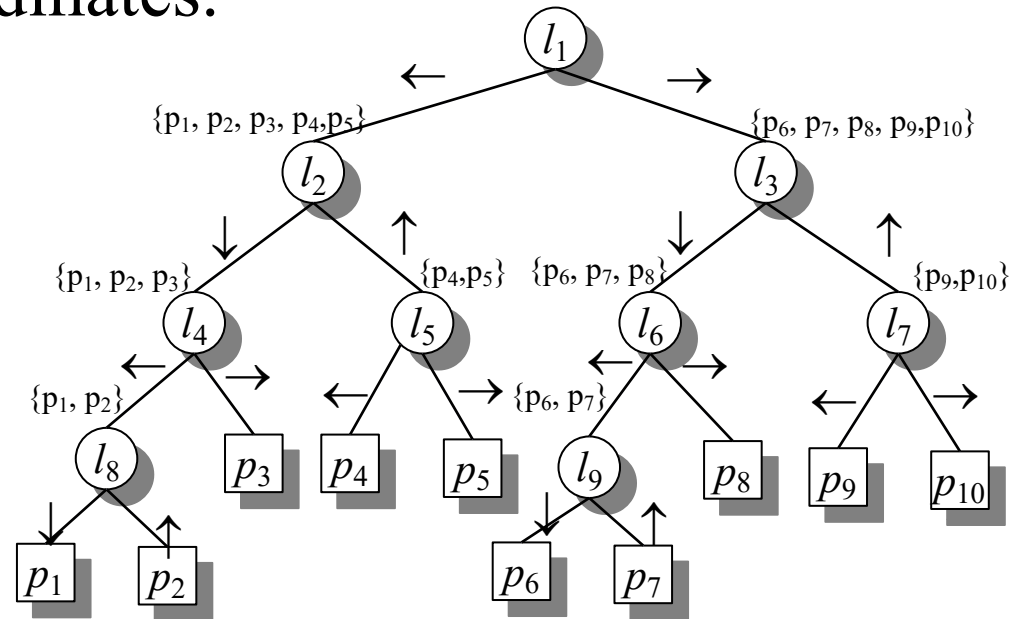 dinates.
l₁
← →
{p₁, p₂, p₃, p₄,p₅} {p₆, p₇, p₈, p₉,p₁₀}
l₂ l₃
↓ ↑ ↓ ↑
{p₁, p₂, p₃} {p₄,p₅} {p₆, p₇, p₈} {p₉,p₁₀}
l₄ l₅ l₆ l₇
← → ← → ← → ← →
{p₁, p₂} {p₆, p₇}
l₈ p₃ p₄ p₅ l₉ p₈ p₉ p₁₀
↓ ↑ ↓ ↑
p₁ p₂ p₆ p₇